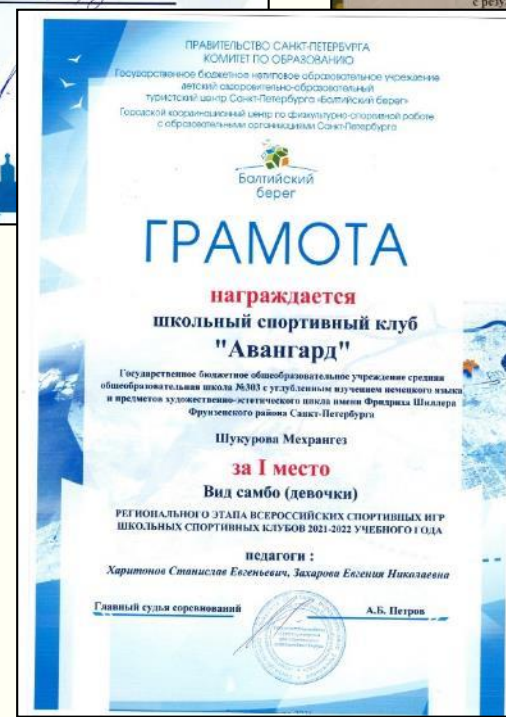 с резу
ПРАВИТЕЛЬСТВО САНКТ-ПЕТЕРБУРГА
КОМИТЕТ ПО ОБРАЗОВАНИЮ
Государственное бюджетное нетиповое образовательное учреждение
детский оздоровительно-образовательный
туристский центр Санкт-Петербурга «Балтийский берег»
Городской координационный центр по физкультурно-спортивной работе
с образовательными организациями Санкт-Петербурга
Балтийский
берег
ГРАМОТА
награждается
школьный спортивный клуб
"Авангард"
Государственное бюджетное общеобразовательное учреждение средняя
общеобразовательная школа №303 с углубленным изучением немецкого языка
и предметов художественно-эстетического цикла имени Фридриха Шиллера
Фрунзенского района Санкт-Петербурга
Шукурова Мехрангез
за I место
Вид самбо (девочки)
РЕГИОНАЛЬНОГО ЭТАПА ВСЕРОССИЙСКИХ СПОРТИВНЫХ ИГР
ШКОЛЬНЫХ СПОРТИВНЫХ КЛУБОВ 2021-2022 УЧЕБНОГО ГОДА
педагоги :
Харитонов Станислав Евгеньевич, Захарова Евгения Николаевна
Главный судья соревнований А.Б. Петров